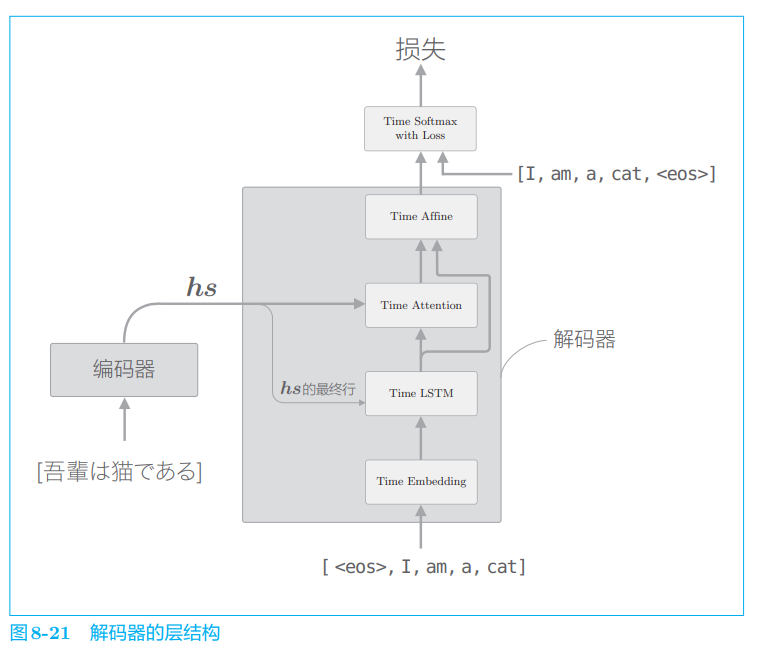 损失
Time Softmax
with Loss
[I, am, a, cat, <eos>]
Time Affine
hs
Time Attention
解码器
编码器
hs的最终行
Time LSTM
[吾輩は猫である]
Time Embedding
[ <eos>, I, am, a, cat]
图8-21 解码器的层结构